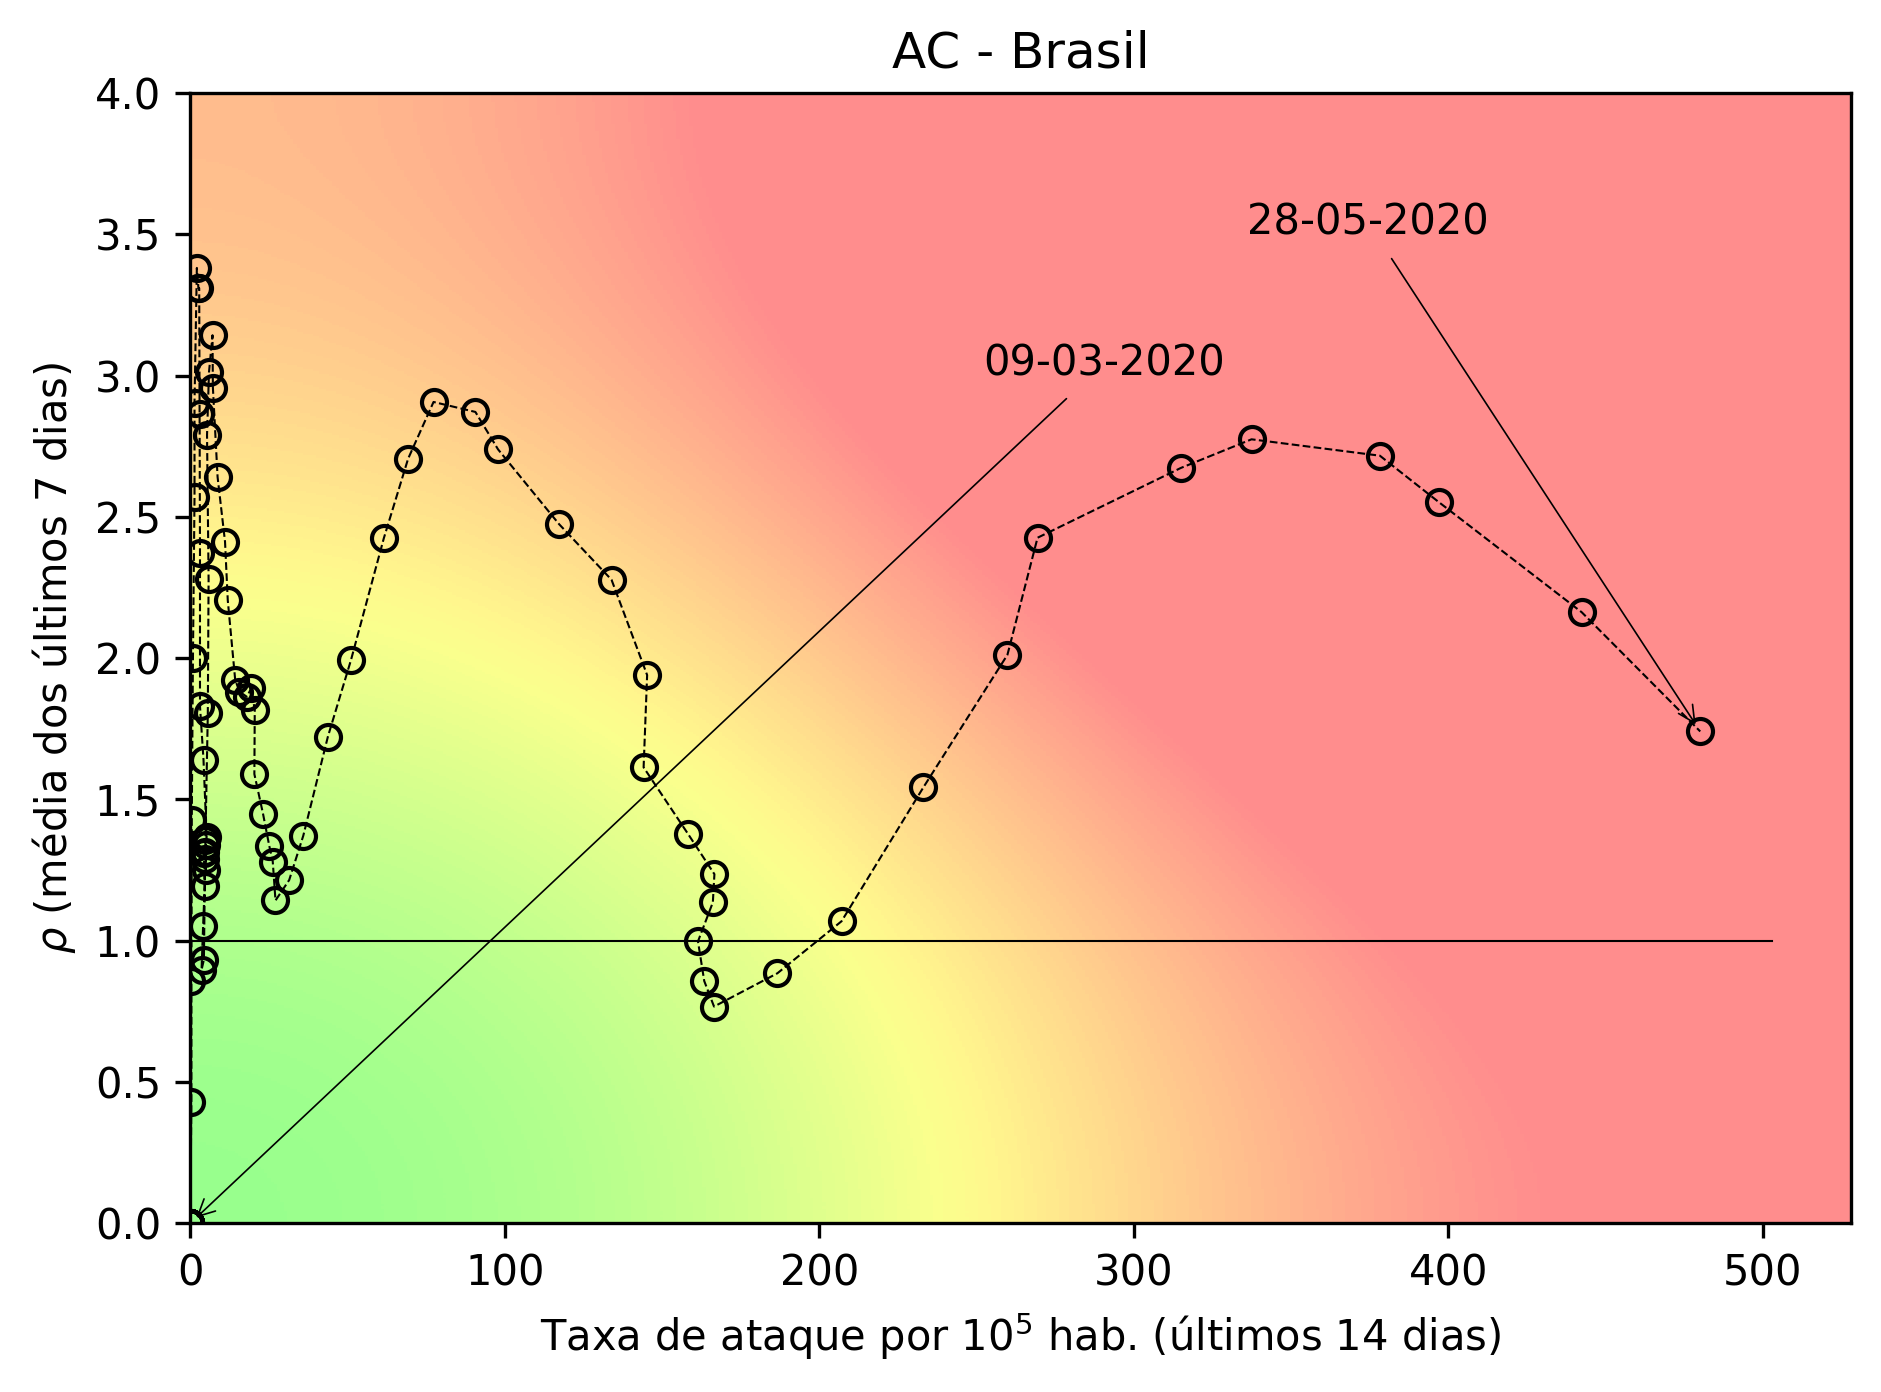 AC - Brasil
4.0
3.5
3.0
2.5
2.0
1.5
1.0
0.5
0.0
ρ (média dos últimos 7 dias)
28-05-2020
09-03-2020
0 100 200 300 400 500
Taxa de ataque por 10⁵ hab. (últimos 14 dias)